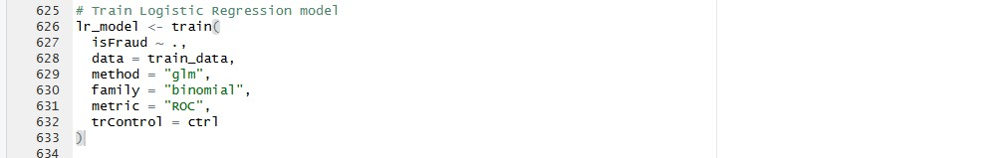 625 # Train Logistic Regression model
626 lr_model <- train(
627   isFraud ~ .,
628   data = train_data,
629   method = "glm",
630   family = "binomial",
631   metric = "ROC",
632   trControl = ctrl
633 )
634